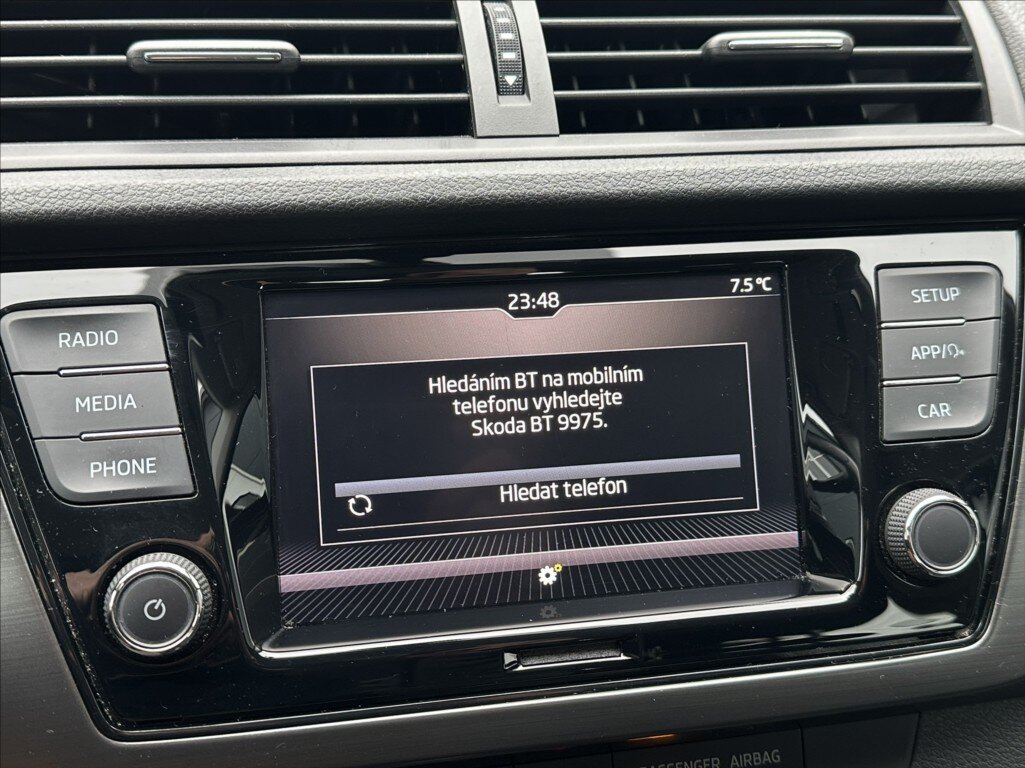 23:48
7.5°C
RADIO
MEDIA
PHONE
Hledáním BT na mobilním
telefonu vyhledejte
Skoda BT 9975.
Hledat telefon
SETUP
APP/
CAR
PASSENGER AIRBAG